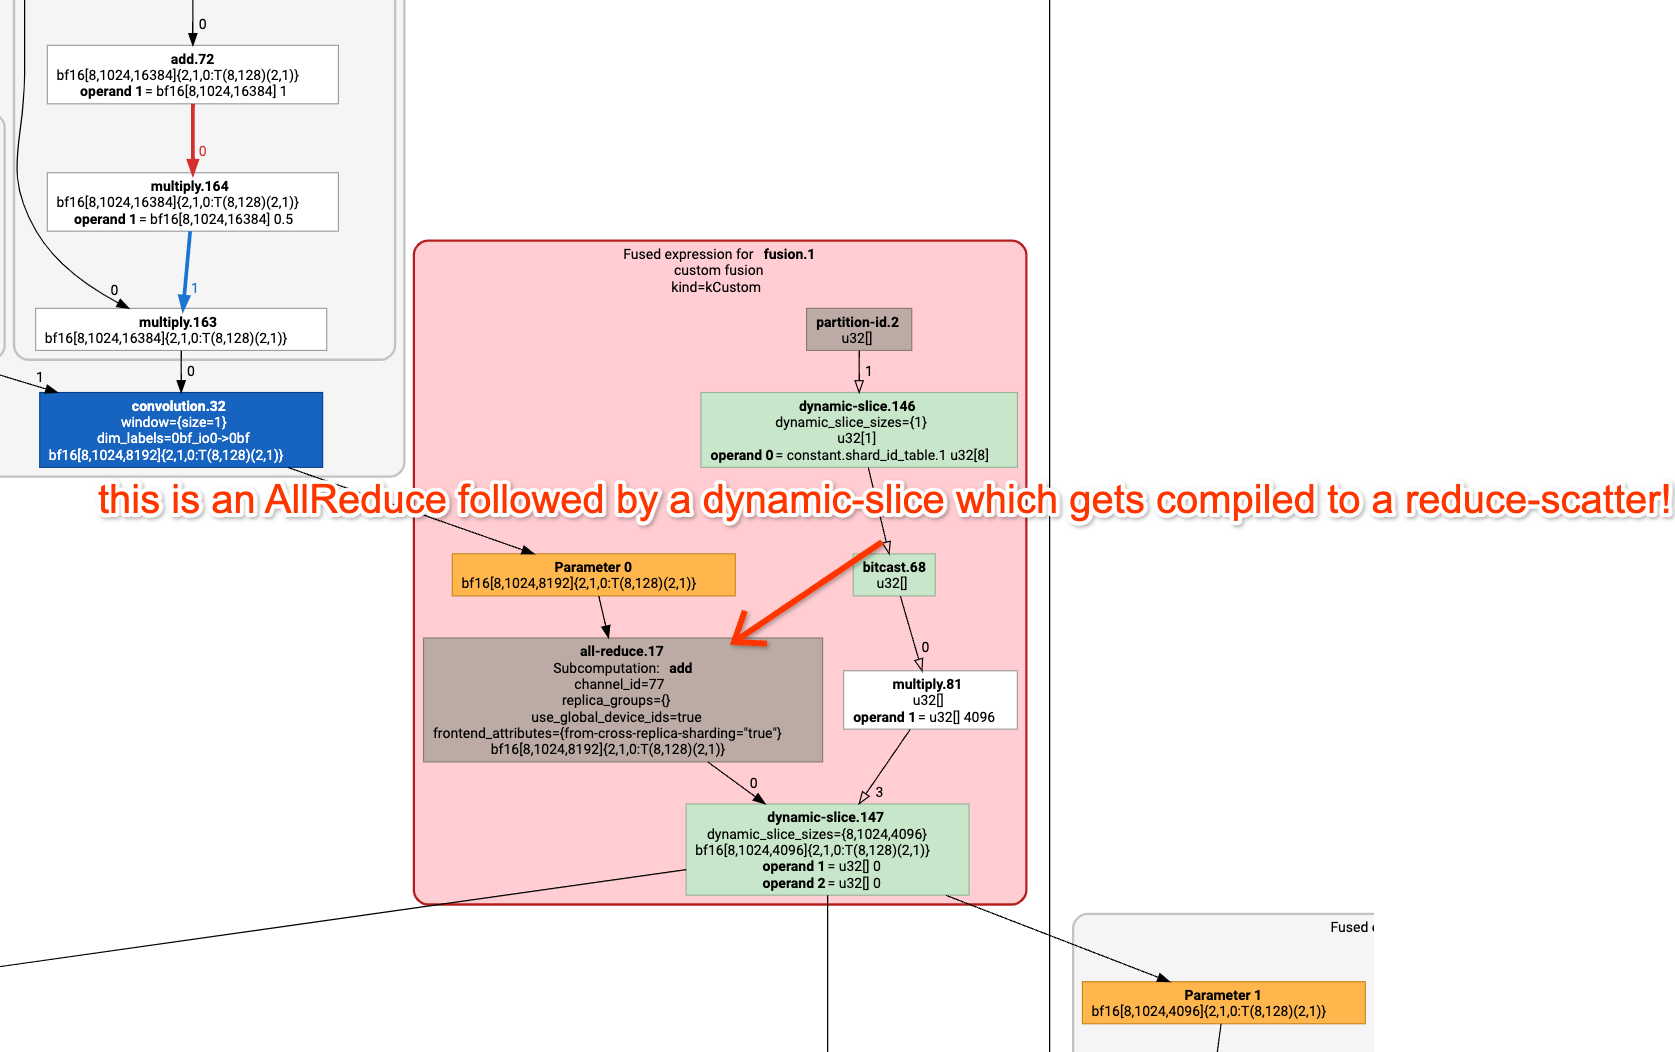 0
add.72
bf16[8,1024,16384]{2,1,0:T(8,128)(2,1)}
operand 1 = bf16[8,1024,16384] 1
0
multiply.164
bf16[8,1024,16384]{2,1,0:T(8,128)(2,1)}
operand 1 = bf16[8,1024,16384] 0.5
1
0
multiply.163
bf16[8,1024,16384]{2,1,0:T(8,128)(2,1)}
0
1
convolution.32
window={size=1}
dim_labels=0bf_io0->0bf
bf16[8,1024,8192]{2,1,0:T(8,128)(2,1)}
Fused expression for fusion.1
custom fusion
kind=kCustom
partition-id.2
u32[]
1
dynamic-slice.146
dynamic_slice_sizes={1}
u32[1]
operand 0 = constant.shard_id_table.1 u32[8]
this is an AllReduce followed by a dynamic-slice which gets compiled to a reduce-scatter!
Parameter 0
bf16[8,1024,8192]{2,1,0:T(8,128)(2,1)}
bitcast.68
u32[]
0
all-reduce.17
Subcomputation: add
channel_id=77
replica_groups={}
use_global_device_ids=true
frontend_attributes={from-cross-replica-sharding="true"}
bf16[8,1024,8192]{2,1,0:T(8,128)(2,1)}
multiply.81
u32[]
operand 1 = u32[] 4096
0
3
dynamic-slice.147
dynamic_slice_sizes={8,1024,4096}
bf16[8,1024,4096]{2,1,0:T(8,128)(2,1)}
operand 1 = u32[] 0
operand 2 = u32[] 0
Fused
Parameter 1
bf16[8,1024,4096]{2,1,0:T(8,128)(2,1)}